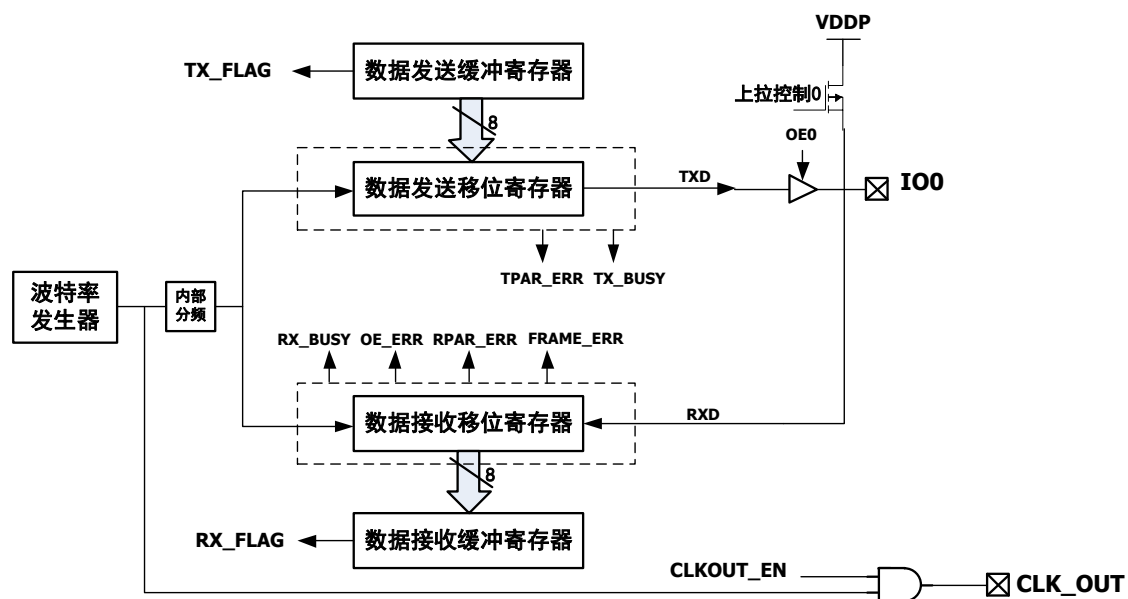 VDDP
TX_FLAG
数据发送缓冲寄存器
上拉控制0
8
OE0
数据发送移位寄存器
TXD
IO0
TPAR_ERR TX_BUSY
波特率
发生器
内部
分频
RX_BUSY OE_ERR RPAR_ERR FRAME_ERR
数据接收移位寄存器
RXD
8
RX_FLAG
数据接收缓冲寄存器
CLKOUT_EN
CLK_OUT